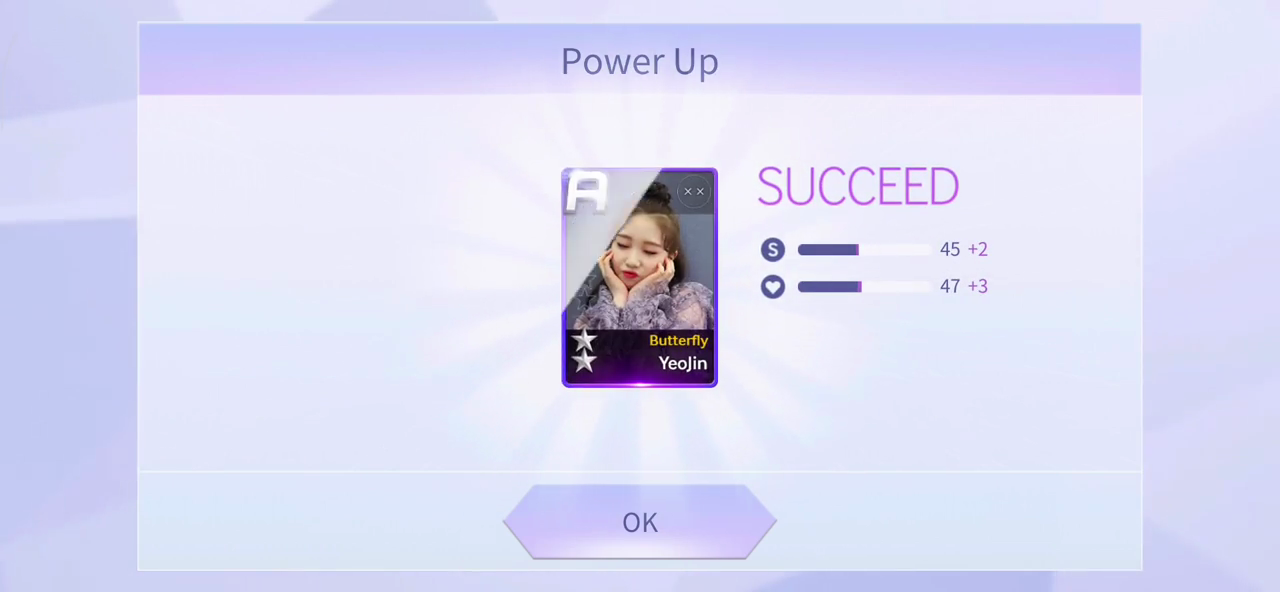 Power Up
A
Butterfly
YeoJin
SUCCEED
S 45 +2
47 +3
OK